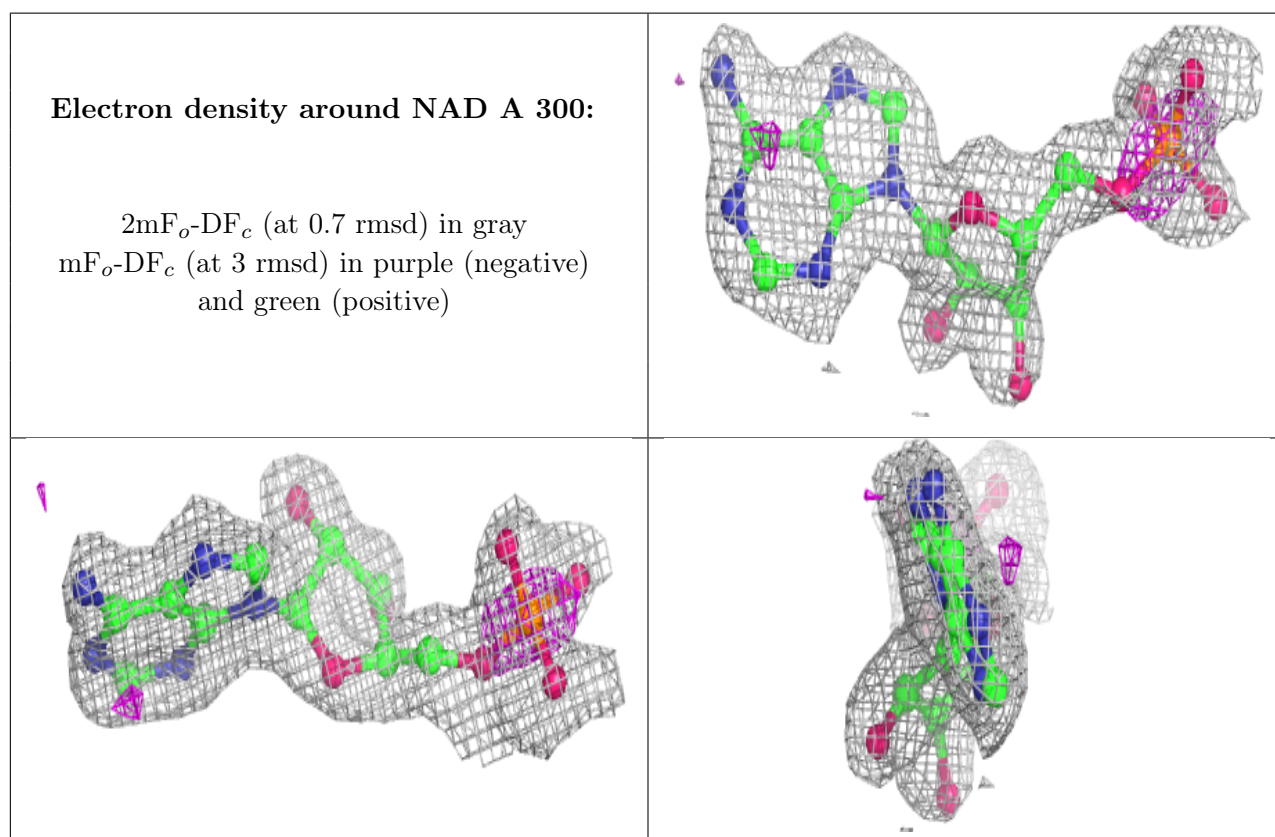 Electron density around NAD A 300:
2mFo-DFc (at 0.7 rmsd) in gray
mFo-DFc (at 3 rmsd) in purple (negative)
and green (positive)